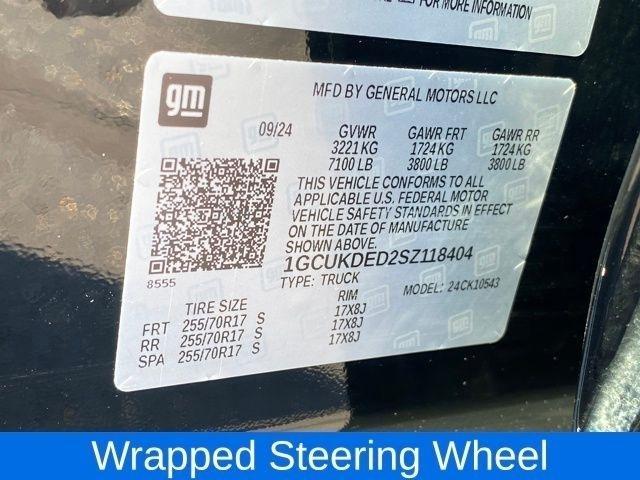 FOR MORE INFORMATION
gm
MFD BY GENERAL MOTORS LLC
09/24 GVWR GAWR FRT GAWR RR
3221 KG 1724 KG 1724 KG
7100 LB 3800 LB 3800 LB
THIS VEHICLE CONFORMS TO ALL
APPLICABLE U.S. FEDERAL MOTOR
VEHICLE SAFETY STANDARDS IN EFFECT
ON THE DATE OF MANUFACTURE
SHOWN ABOVE.
1GCUKDED2SZ118404
8555
TYPE: TRUCK MODEL: 24CK10543
TIRE SIZE RIM
FRT 255/70R17 S 17X8J
RR 255/70R17 S 17X8J
SPA 255/70R17 S 17X8J
Wrapped Steering Wheel